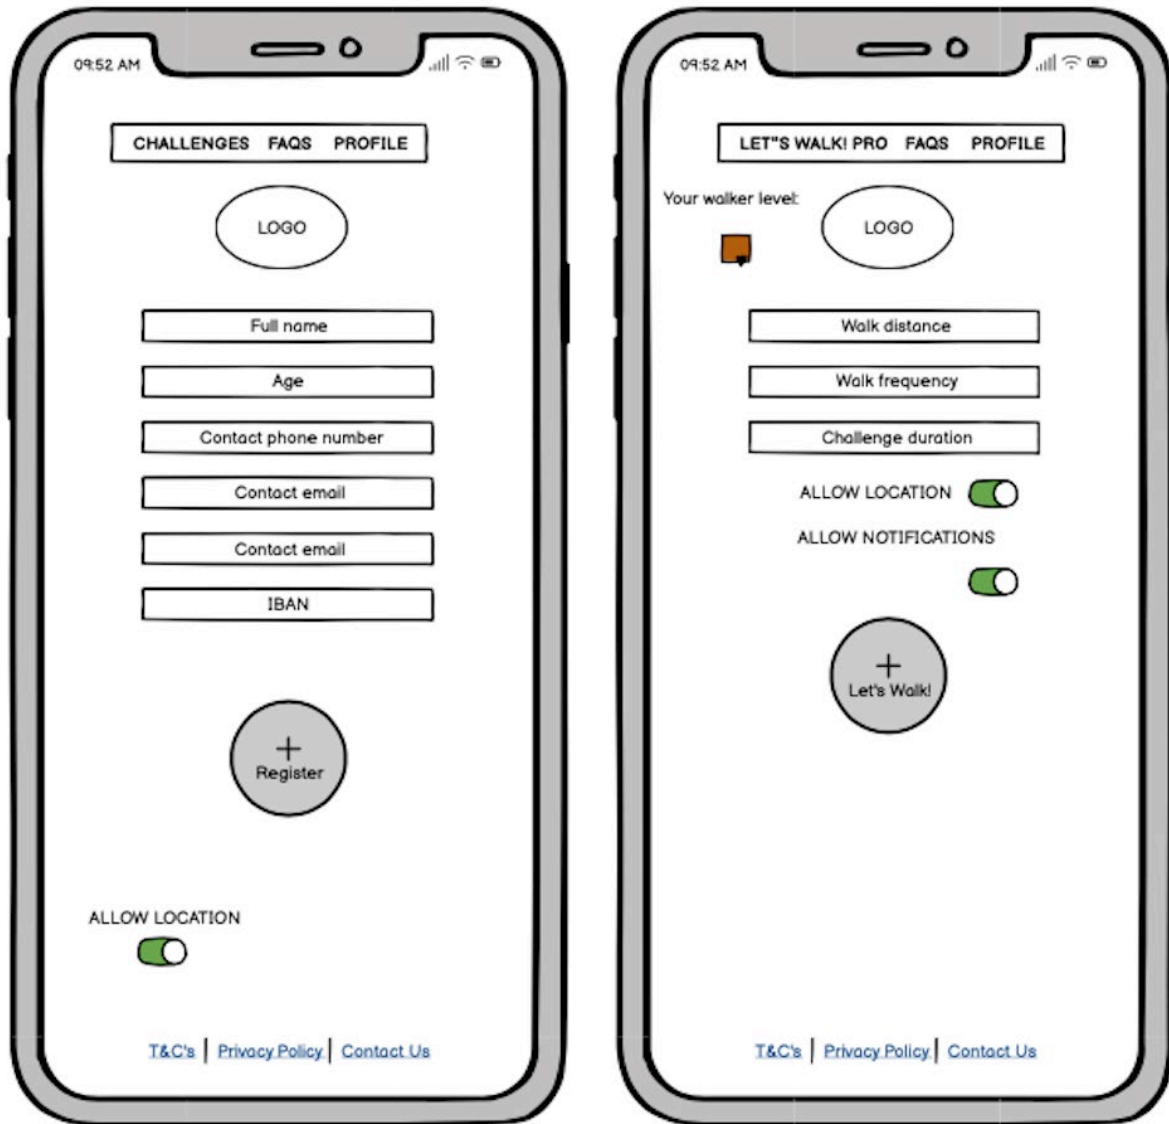 09:52 AM
CHALLENGES FAQS PROFILE
LOGO
Full name
Age
Contact phone number
Contact email
Contact email
IBAN
+
Register
ALLOW LOCATION
T&C's | Privacy Policy | Contact Us
09:52 AM
LET"S WALK! PRO FAQS PROFILE
Your walker level:
LOGO
Walk distance
Walk frequency
Challenge duration
ALLOW LOCATION
ALLOW NOTIFICATIONS
+
Let's Walk!
T&C's | Privacy Policy | Contact Us